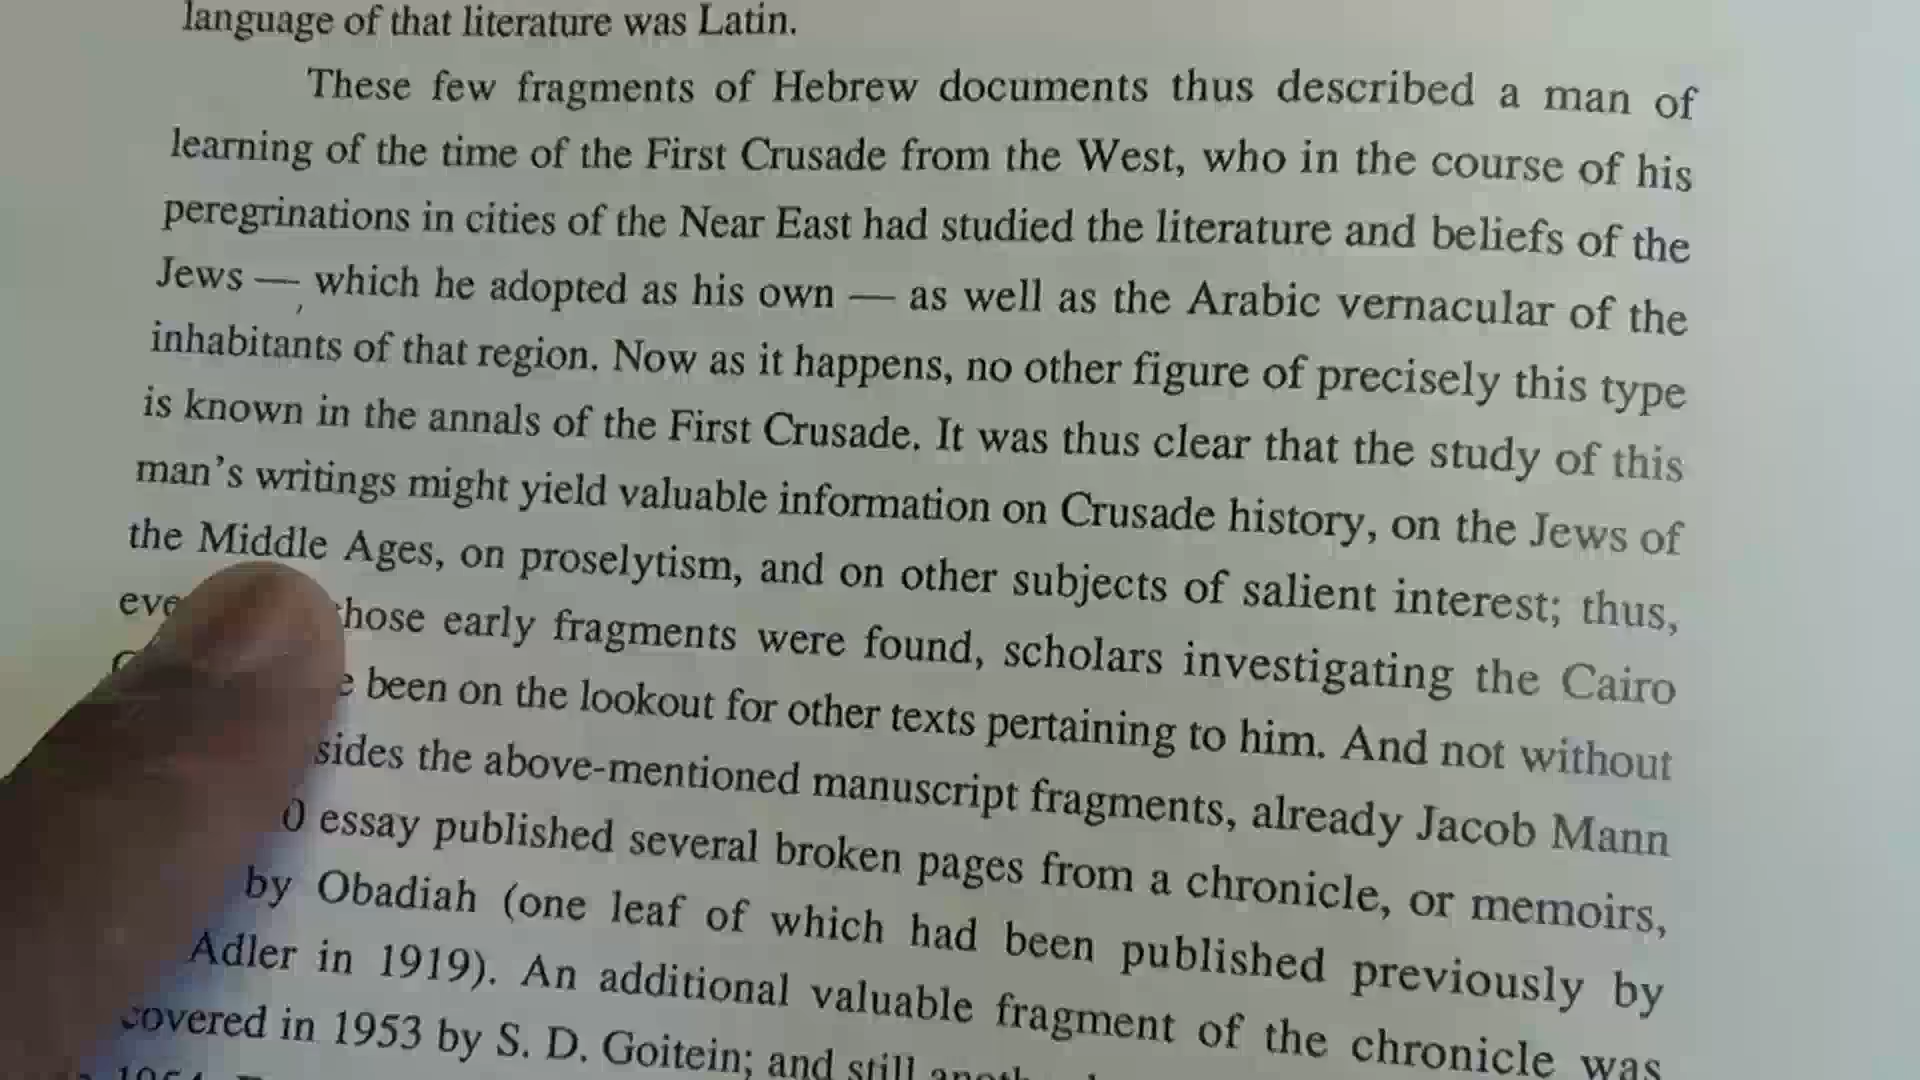 language of that literature was Latin.
These few fragments of Hebrew documents thus described a man of
learning of the time of the First Crusade from the West, who in the course of his
peregrinations in cities of the Near East had studied the literature and beliefs of the
Jews — which he adopted as his own — as well as the Arabic vernacular of the
inhabitants of that region. Now as it happens, no other figure of precisely this type
is known in the annals of the First Crusade. It was thus clear that the study of this
man's writings might yield valuable information on Crusade history, on the Jews of
the Middle Ages, on proselytism, and on other subjects of salient interest; thus,
early fragments were found, scholars investigating the Cairo
been on the lookout for other texts pertaining to him. And not without
the above-mentioned manuscript fragments, already Jacob Mann
essay published several broken pages from a chronicle, or memoirs,
by Obadiah (one leaf of which had been published previously by
Adler in 1919). An additional valuable fragment of the chronicle was
in 1953 by S. D. Goitein; and still